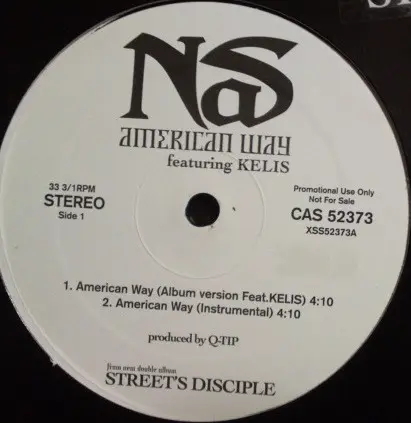 NaS
AMERICAN WAY
featuring KELIS
33 3/1RPM
STEREO
Side 1
Promotional Use Only
Not For Sale
CAS 52373
XSS52373A
1. American Way (Album version Feat.KELIS) 4:10
2. American Way (Instrumental) 4:10
produced by Q-TIP
from new double album
STREET'S DISCIPLE